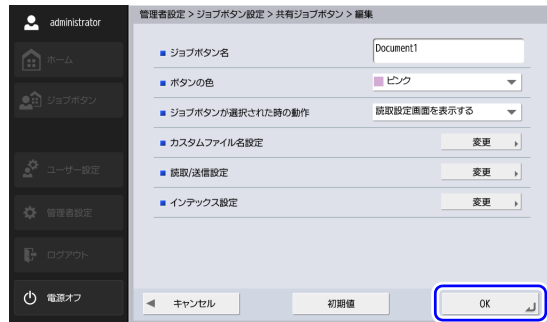 administrator
ホーム
ジョブボタン
ユーザー設定
管理者設定
ログアウト
電源オフ
管理者設定 > ジョブボタン設定 > 共有ジョブボタン > 編集
ジョブボタン名 Document1
ボタンの色 ピンク
ジョブボタンが選択された時の動作 読取設定画面を表示する
カスタムファイル名設定 変更
読取/送信設定 変更
インデックス設定 変更
キャンセル 初期値 OK